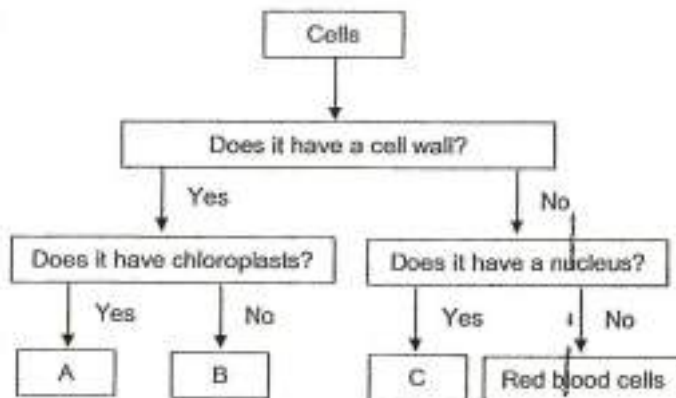 Cells
Does it have a cell wall?
Yes
No
Does it have chloroplasts?
Does it have a nucleus?
Yes
No
Yes
No
A
B
C
Red blood cells